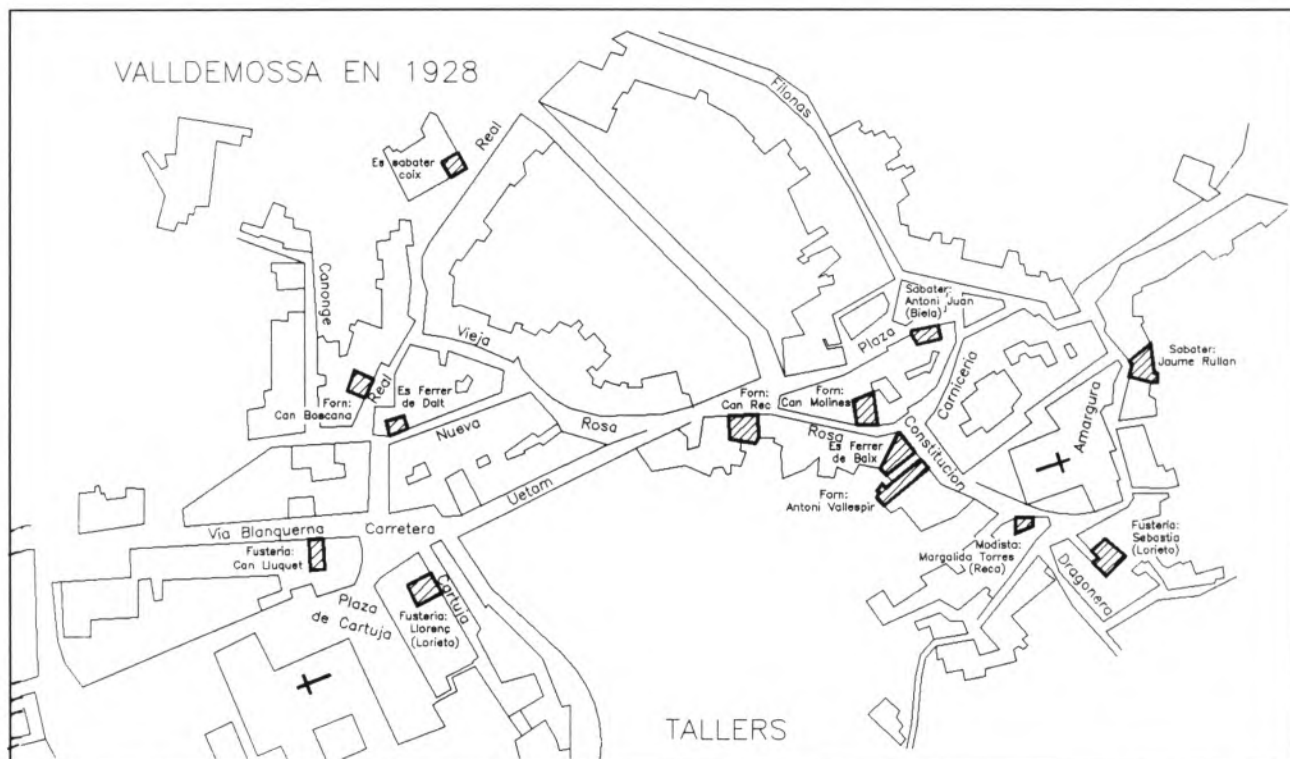 VALLDEMOSSA EN 1928
Filonas
Real
Es sabater
coix
Canonge
Sabater:
Antoni Juan
(Biela)
Plaza
Vieja
Carniceria
Sabater:
Jaume Rullan
Real
Forn:
Can Boscana
Es Ferrer
de Dalt
Forn:
Can Rec
Forn:
Can Molines
Amargura
Nueva
Rosa
Rosa
Es Ferrer
de Baix
Constitucion
Uetam
Forn:
Antoni Vallespir
Via Blanquerna
Carretera
Fusteria:
Can Lluquet
Modista:
Margalida Torres
(Reca)
Fusteria:
Sebastia
(Lorieto)
Dragonera
Plaza
de Cartuja
Cartuja
Fusteria:
Llorenç
(Lorieta)
TALLERS